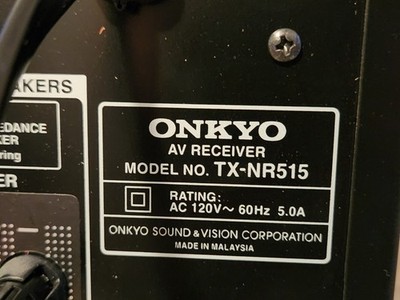 AKERS
EDANCE
KER
ring
ER
ONKYO
AV RECEIVER
MODEL NO. TX-NR515
RATING:
AC 120V~ 60Hz 5.0A
ONKYO SOUND & VISION CORPORATION
MADE IN MALAYSIA